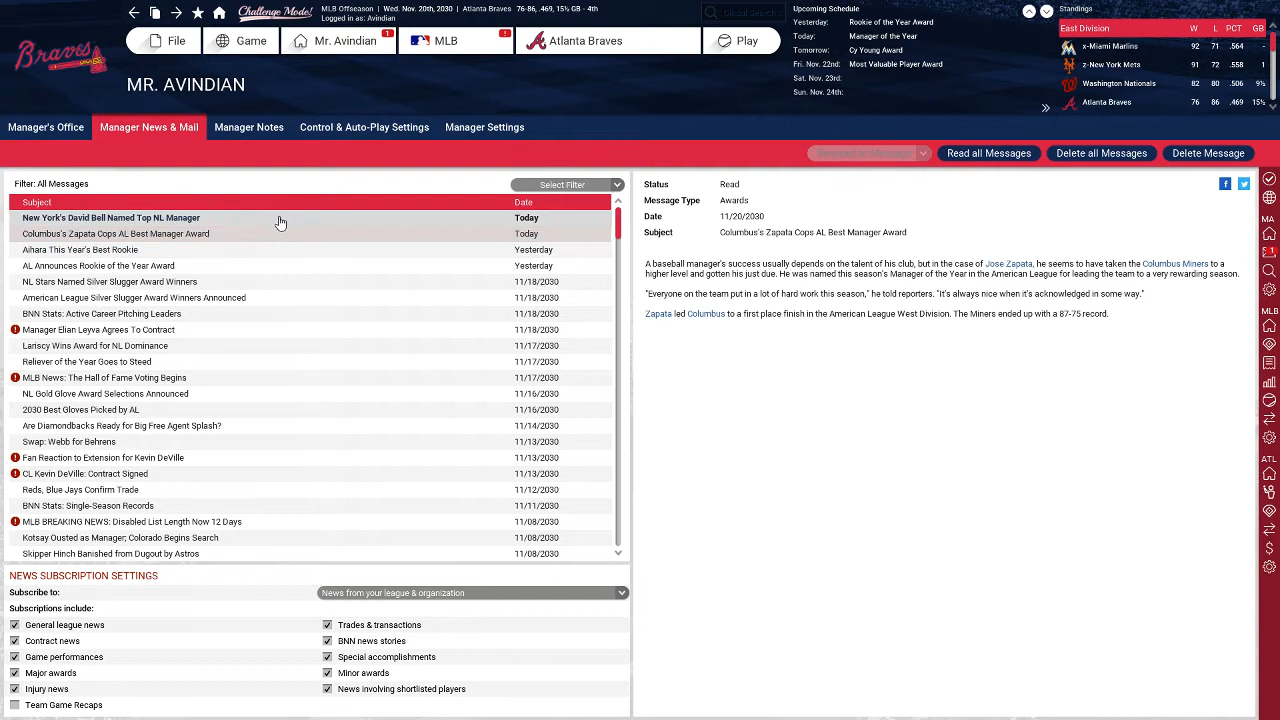 Challenge Mode!
MLB Offseason | Wed. Nov. 20th, 2030 | Atlanta Braves 76-86, .469, 15½ GB - 4th
Logged in as: Avindian
Global Search...
File
Game
Mr. Avindian
1
MLB
!
Atlanta Braves
Play
Braves
MR. AVINDIAN
Upcoming Schedule
Yesterday: Rookie of the Year Award
Today: Manager of the Year
Tomorrow: Cy Young Award
Fri. Nov. 22nd: Most Valuable Player Award
Sat. Nov. 23rd:
Sun. Nov. 24th:
Standings
East Division W L PCT GB
x-Miami Marlins 92 71 .564 -
z-New York Mets 91 72 .558 1
Washington Nationals 82 80 .506 9½
Atlanta Braves 76 86 .469 15½
Manager's Office
Manager News & Mail
Manager Notes
Control & Auto-Play Settings
Manager Settings
Respond to Message
Read all Messages
Delete all Messages
Delete Message
Filter: All Messages
Select Filter
Subject Date
New York's David Bell Named Top NL Manager Today
Columbus's Zapata Cops AL Best Manager Award Today
Aihara This Year's Best Rookie Yesterday
AL Announces Rookie of the Year Award Yesterday
NL Stars Named Silver Slugger Award Winners 11/18/2030
American League Silver Slugger Award Winners Announced 11/18/2030
BNN Stats: Active Career Pitching Leaders 11/18/2030
Manager Elian Leyva Agrees To Contract 11/18/2030
Lariscy Wins Award for NL Dominance 11/17/2030
Reliever of the Year Goes to Steed 11/17/2030
MLB News: The Hall of Fame Voting Begins 11/17/2030
NL Gold Glove Award Selections Announced 11/16/2030
2030 Best Gloves Picked by AL 11/16/2030
Are Diamondbacks Ready for Big Free Agent Splash? 11/14/2030
Swap: Webb for Behrens 11/13/2030
Fan Reaction to Extension for Kevin DeVille 11/13/2030
CL Kevin DeVille: Contract Signed 11/13/2030
Reds, Blue Jays Confirm Trade 11/12/2030
BNN Stats: Single-Season Records 11/11/2030
MLB BREAKING NEWS: Disabled List Length Now 12 Days 11/08/2030
Kotsay Ousted as Manager; Colorado Begins Search 11/08/2030
Skipper Hinch Banished from Dugout by Astros 11/08/2030
NEWS SUBSCRIPTION SETTINGS
Subscribe to: News from your league & organization
Subscriptions include:
General league news Trades & transactions
Contract news BNN news stories
Game performances Special accomplishments
Major awards Minor awards
Injury news News involving shortlisted players
Team Game Recaps
Status Read
Message Type Awards
Date 11/20/2030
Subject Columbus's Zapata Cops AL Best Manager Award
A baseball manager's success usually depends on the talent of his club, but in the case of Jose Zapata, he seems to have taken the Columbus Miners to a
higher level and gotten his just due. He was named this season's Manager of the Year in the American League for leading the team to a very rewarding season.
"Everyone on the team put in a lot of hard work this season," he told reporters. "It's always nice when it's acknowledged in some way."
Zapata led Columbus to a first place finish in the American League West Division. The Miners ended up with a 87-75 record.
MA
1
MLB
ATL